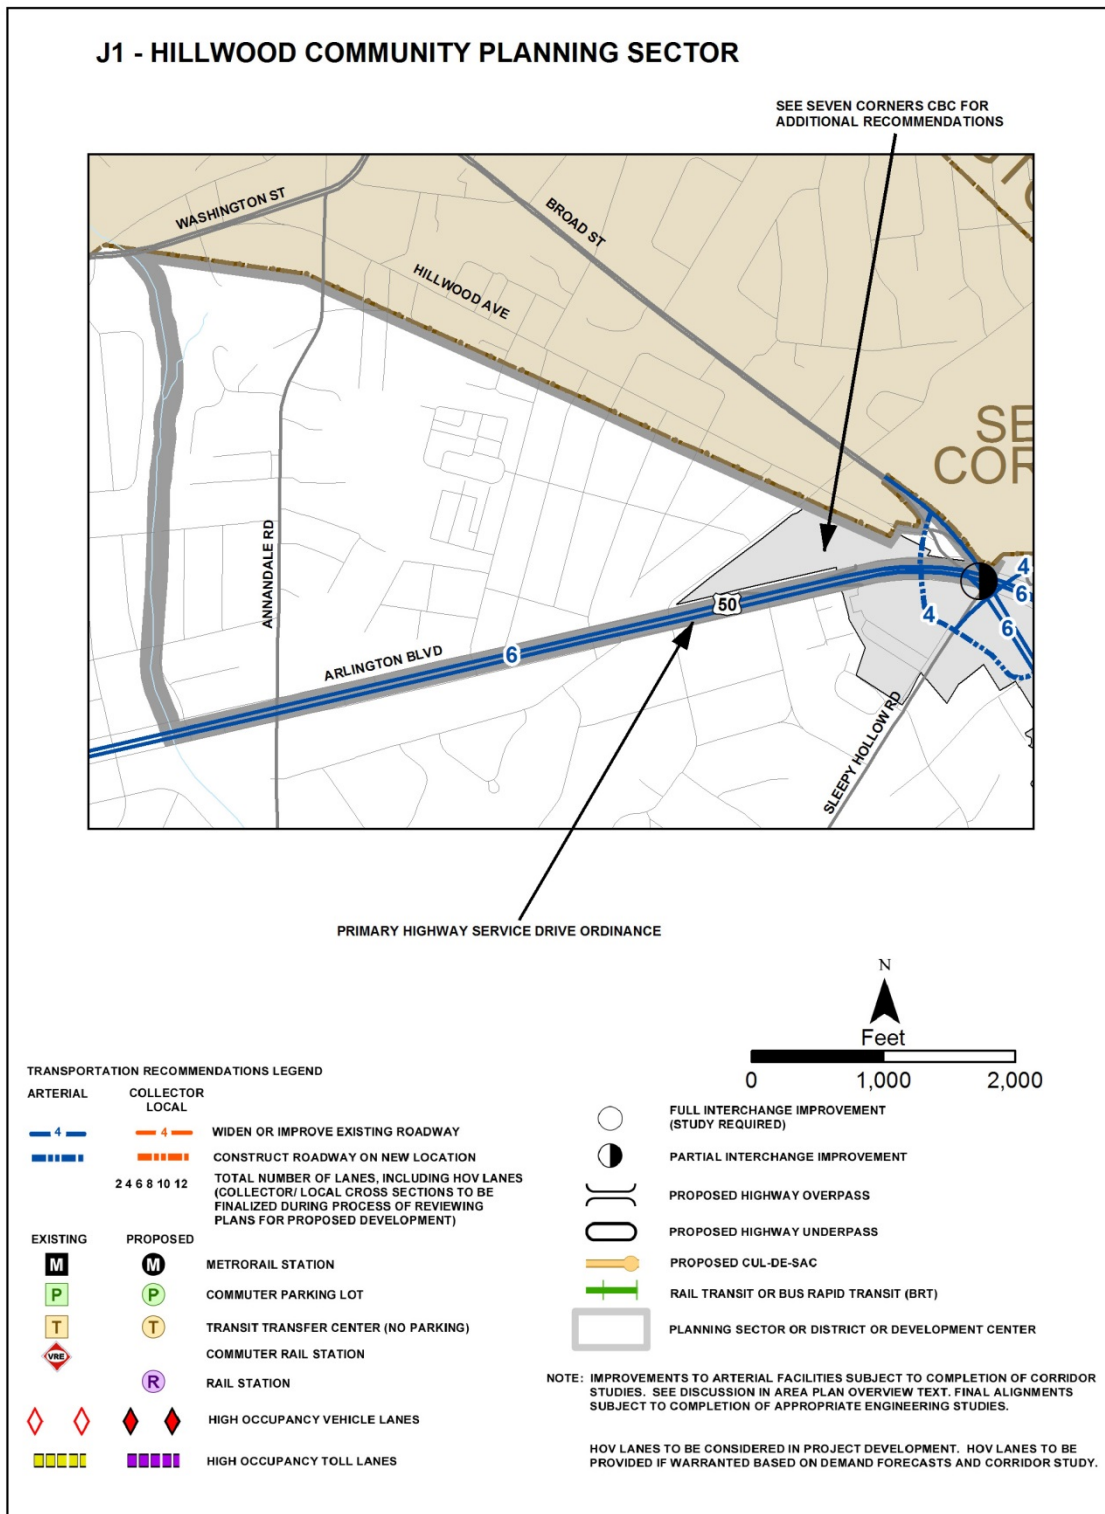 J1 - HILLWOOD COMMUNITY PLANNING SECTOR
SEE SEVEN CORNERS CBC FOR
ADDITIONAL RECOMMENDATIONS
WASHINGTON ST
BROAD ST
HILLWOOD AVE
SE
COR
ANNANDALE RD
ARLINGTON BLVD
6
50
4
4
6
6
SLEEPY HOLLOW RD
PRIMARY HIGHWAY SERVICE DRIVE ORDINANCE
N
Feet
0 1,000 2,000
TRANSPORTATION RECOMMENDATIONS LEGEND
ARTERIAL COLLECTOR
LOCAL
4 4 WIDEN OR IMPROVE EXISTING ROADWAY
CONSTRUCT ROADWAY ON NEW LOCATION
2 4 6 8 10 12 TOTAL NUMBER OF LANES, INCLUDING HOV LANES
(COLLECTOR/ LOCAL CROSS SECTIONS TO BE
FINALIZED DURING PROCESS OF REVIEWING
PLANS FOR PROPOSED DEVELOPMENT)
EXISTING PROPOSED
M M METRORAIL STATION
P P COMMUTER PARKING LOT
T T TRANSIT TRANSFER CENTER (NO PARKING)
VRE COMMUTER RAIL STATION
R RAIL STATION
HIGH OCCUPANCY VEHICLE LANES
HIGH OCCUPANCY TOLL LANES
FULL INTERCHANGE IMPROVEMENT
(STUDY REQUIRED)
PARTIAL INTERCHANGE IMPROVEMENT
PROPOSED HIGHWAY OVERPASS
PROPOSED HIGHWAY UNDERPASS
PROPOSED CUL-DE-SAC
RAIL TRANSIT OR BUS RAPID TRANSIT (BRT)
PLANNING SECTOR OR DISTRICT OR DEVELOPMENT CENTER
NOTE: IMPROVEMENTS TO ARTERIAL FACILITIES SUBJECT TO COMPLETION OF CORRIDOR
STUDIES. SEE DISCUSSION IN AREA PLAN OVERVIEW TEXT. FINAL ALIGNMENTS
SUBJECT TO COMPLETION OF APPROPRIATE ENGINEERING STUDIES.
HOV LANES TO BE CONSIDERED IN PROJECT DEVELOPMENT. HOV LANES TO BE
PROVIDED IF WARRANTED BASED ON DEMAND FORECASTS AND CORRIDOR STUDY.